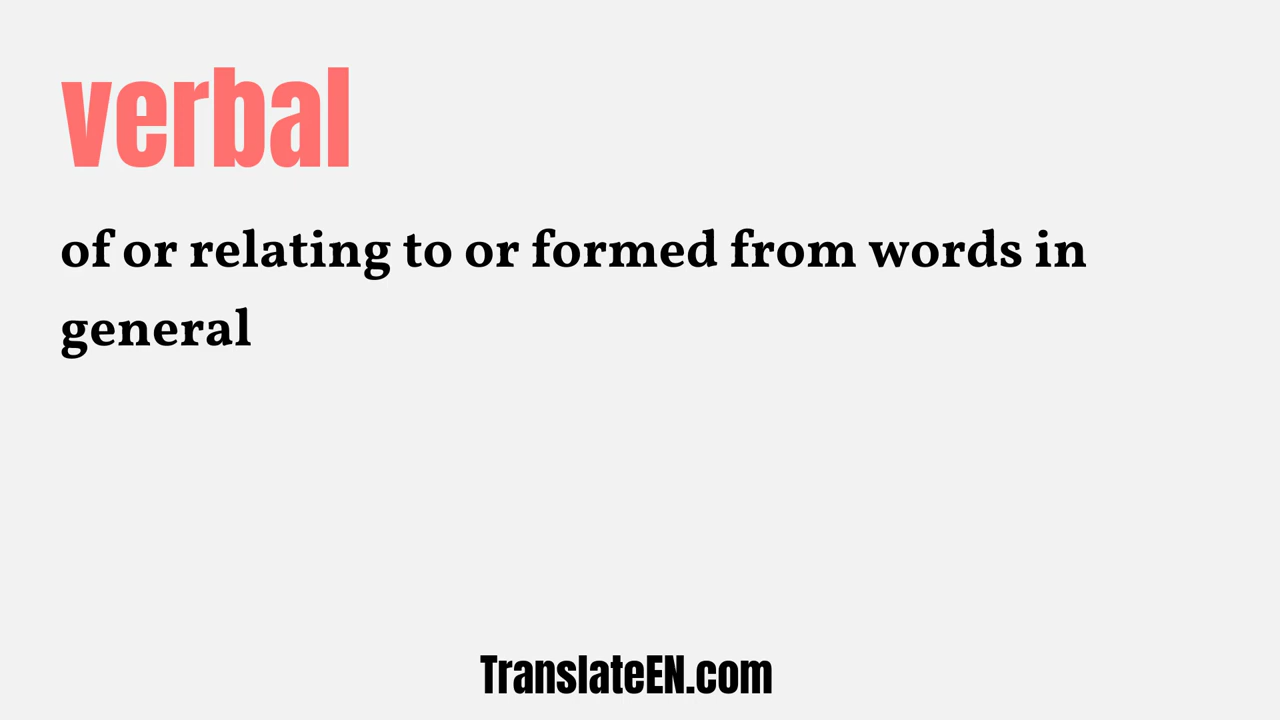 verbal
of or relating to or formed from words in
general
TranslateEN.com